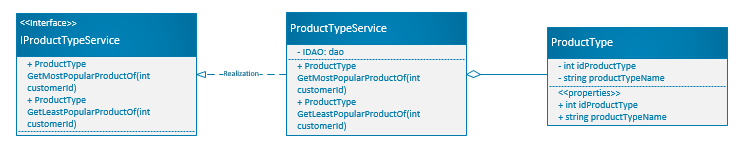 <<Interface>>
IProductTypeService
+ ProductType
GetMostPopularProductOf(int
customerId)
+ ProductType
GetLeastPopularProductOf(int
customerId)
Realization
ProductTypeService
- IDAO: dao
+ ProductType
GetMostPopularProductOf(int
customerId)
+ ProductType
GetLeastPopularProductOf(int
customerId)
ProductType
- int idProductType
- string productTypeName
<<properties>>
+ int idProductType
+ string productTypeName